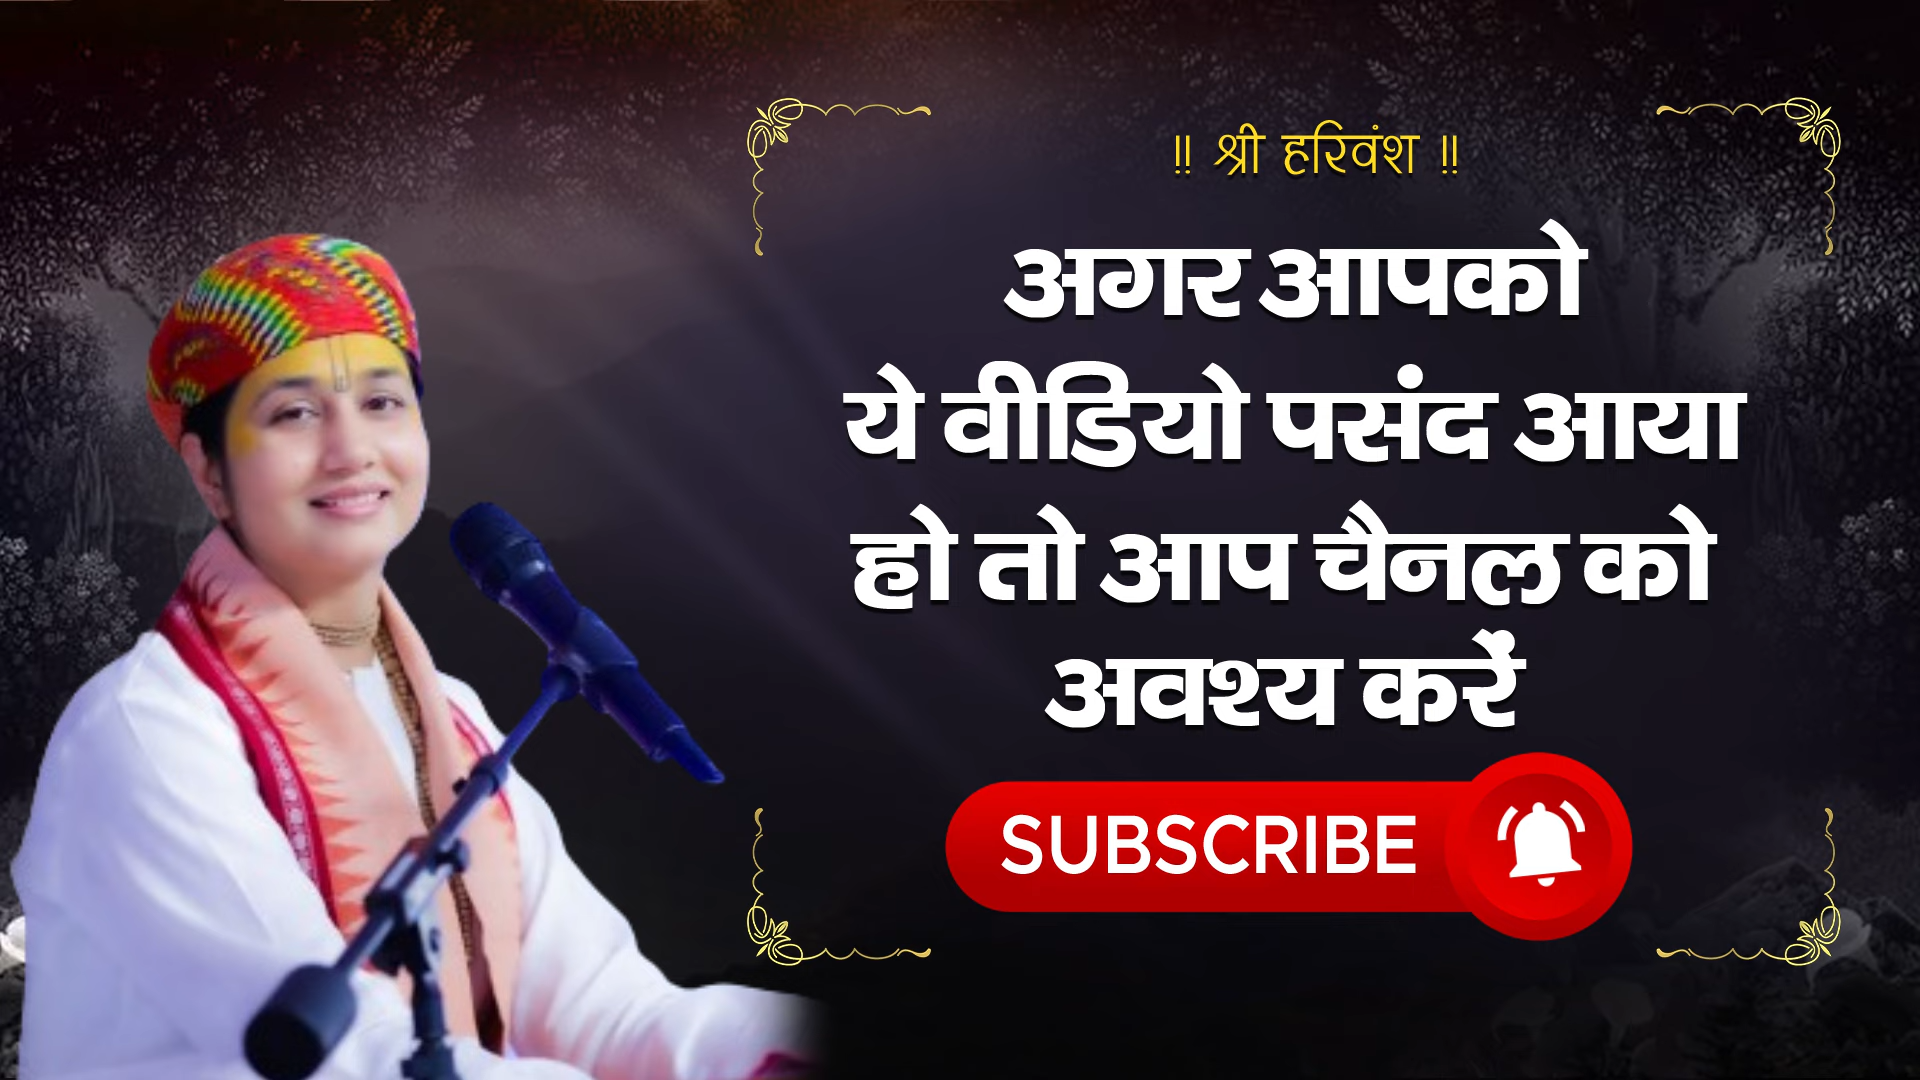 !! श्री हरिवंश !!
अगर आपको
ये वीडियो पसंद आया
हो तो आप चैनल को
अवश्य करें
SUBSCRIBE